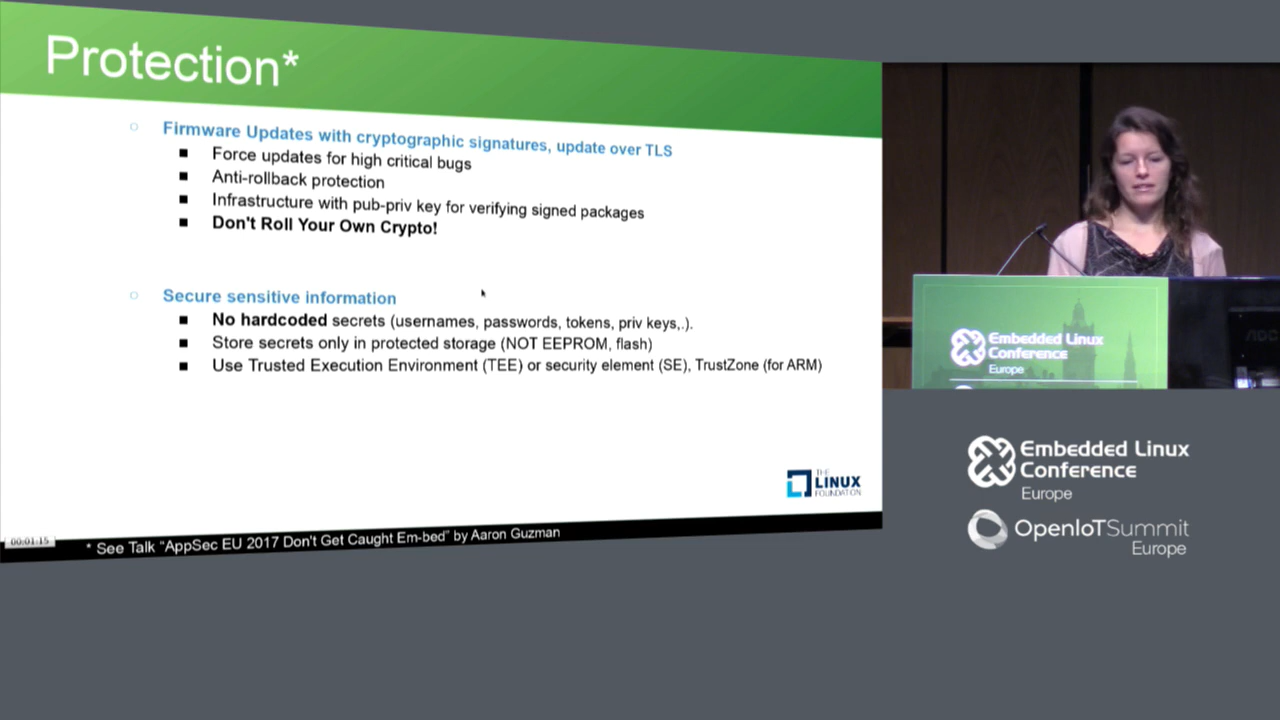 Protection*
Firmware Updates with cryptographic signatures, update over TLS
Force updates for high critical bugs
Anti-rollback protection
Infrastructure with pub-priv key for verifying signed packages
Don't Roll Your Own Crypto!
Secure sensitive information
No hardcoded secrets (usernames, passwords, tokens, priv keys,.).
Store secrets only in protected storage (NOT EEPROM, flash)
Use Trusted Execution Environment (TEE) or security element (SE), TrustZone (for ARM)
THE
LINUX
FOUNDATION
00:01:15
* See Talk "AppSec EU 2017 Don't Get Caught Em-bed" by Aaron Guzman
Embedded Linux
Conference
Europe
AOC
Embedded Linux
Conference
Europe
OpenIoTSummit
Europe